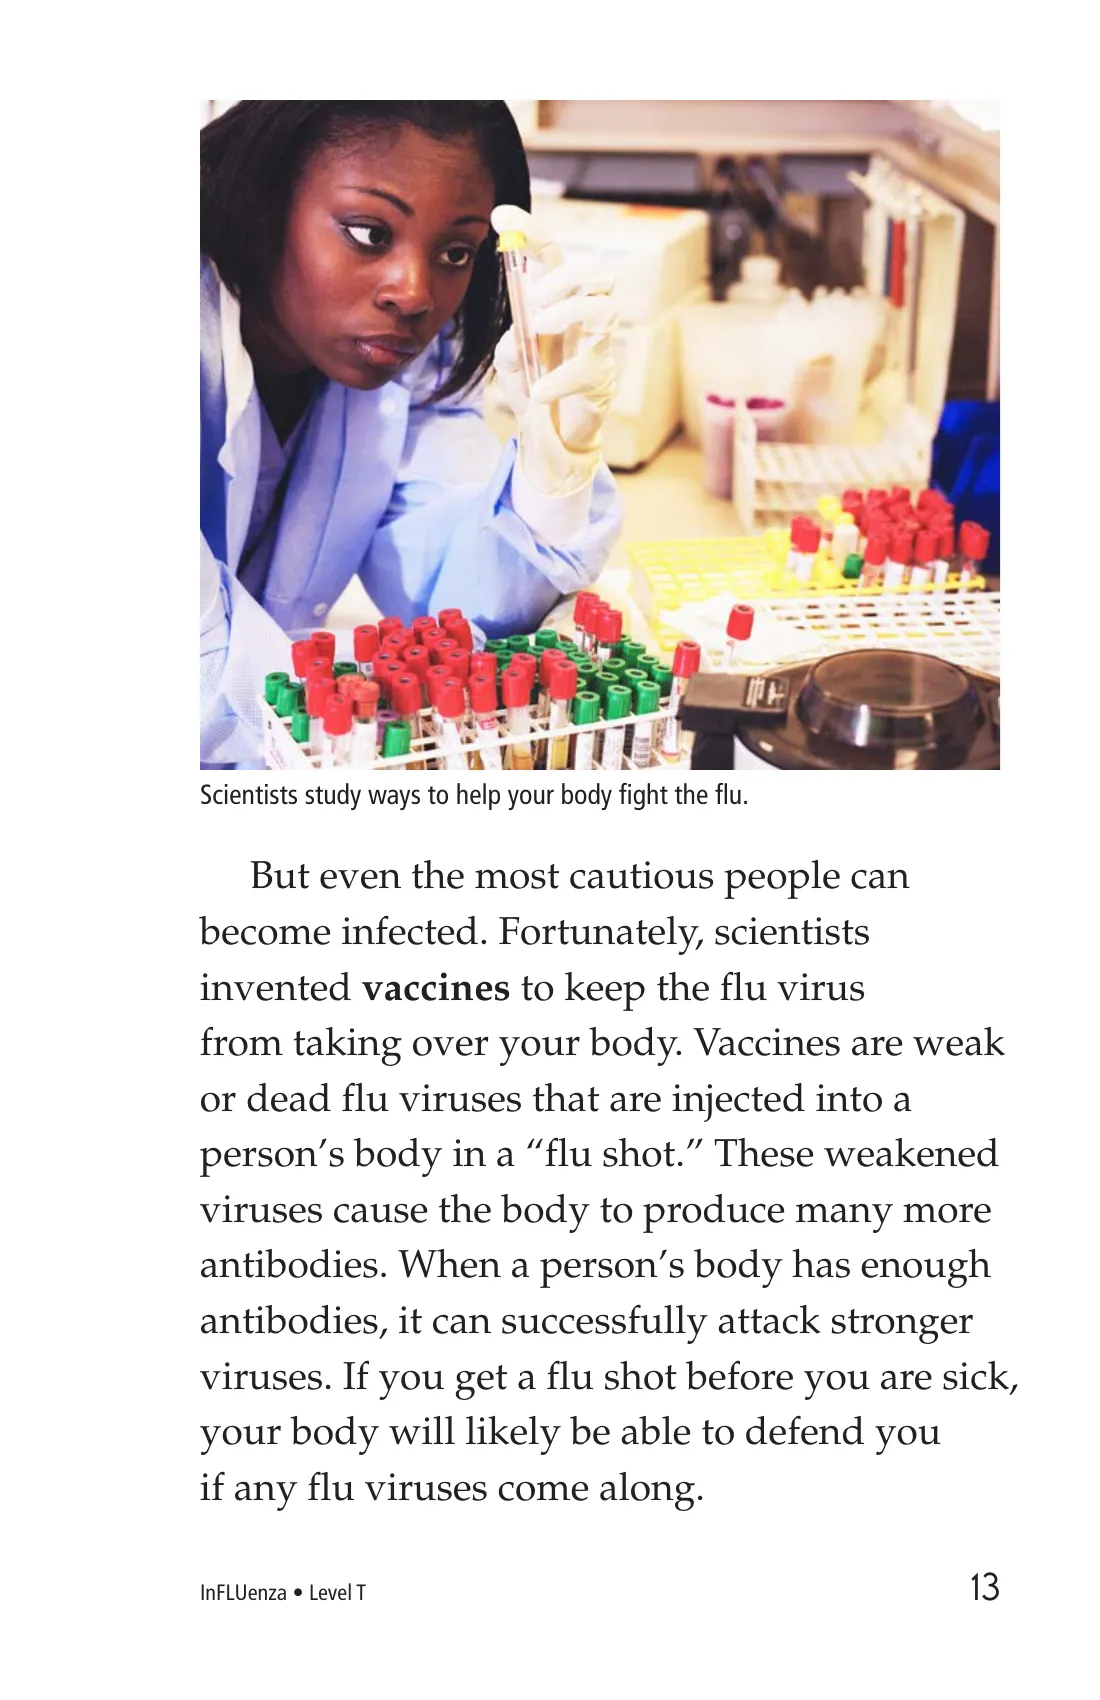 Scientists study ways to help your body fight the flu.
But even the most cautious people can
become infected. Fortunately, scientists
invented vaccines to keep the flu virus
from taking over your body. Vaccines are weak
or dead flu viruses that are injected into a
person’s body in a “flu shot.” These weakened
viruses cause the body to produce many more
antibodies. When a person’s body has enough
antibodies, it can successfully attack stronger
viruses. If you get a flu shot before you are sick,
your body will likely be able to defend you
if any flu viruses come along.
InFLUenza • Level T
13